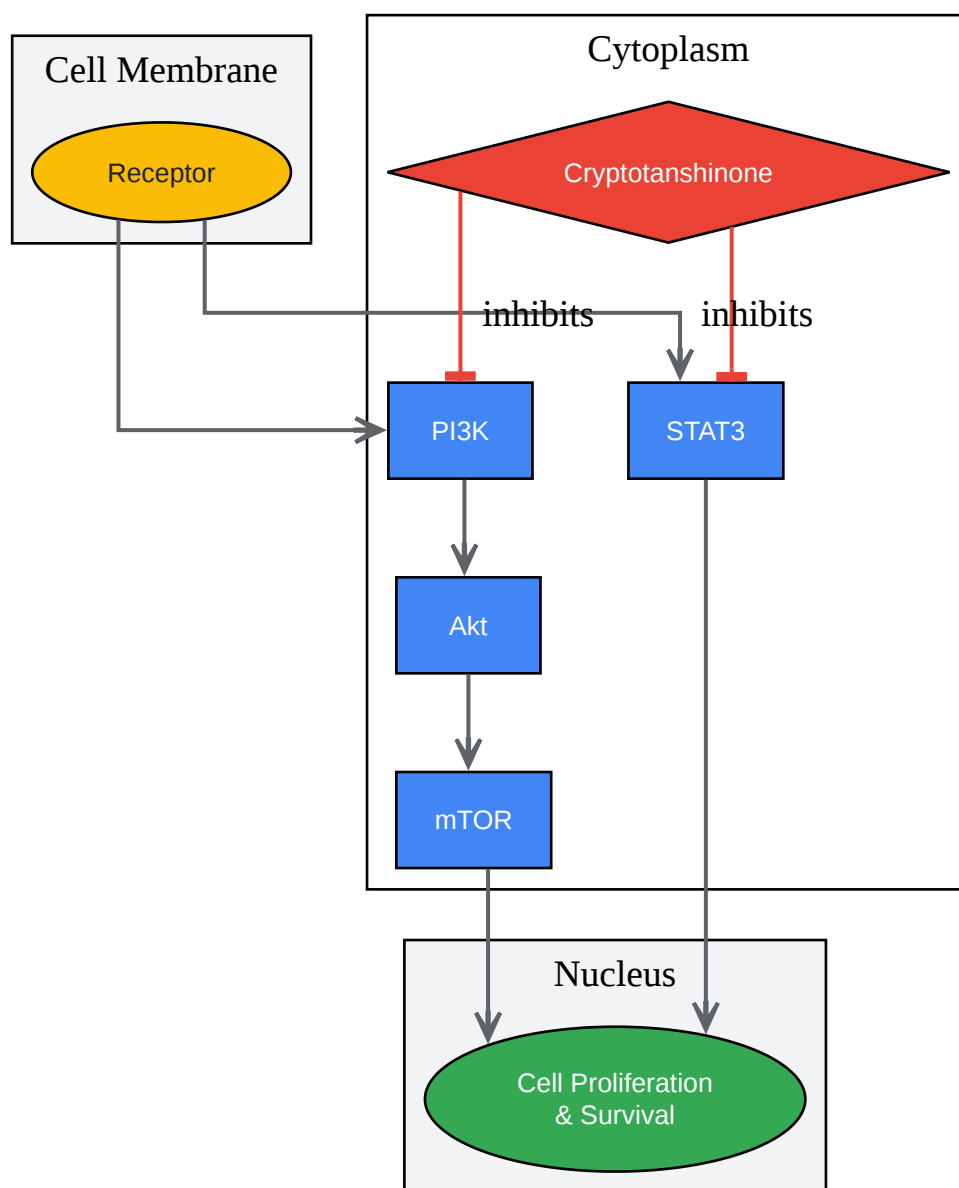 Cytoplasm
Cell Membrane
Receptor
Cryptotanshinone
inhibits
inhibits
PI3K
STAT3
Akt
mTOR
Nucleus
Cell Proliferation
& Survival